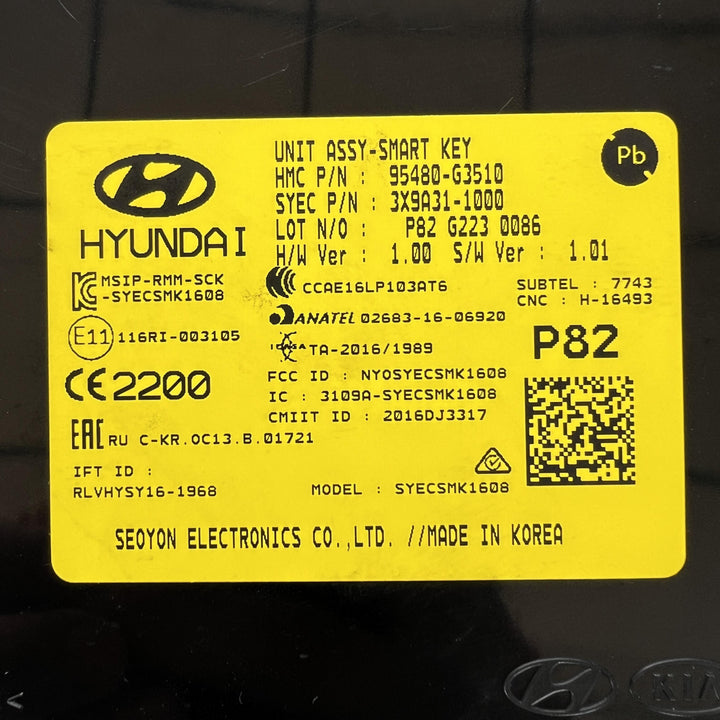 UNIT ASSY-SMART KEY
HMC P/N : 95480-G3510
SYEC P/N : 3X9A31-1000
LOT N/O : P82 G223 0086
H/W Ver : 1.00 S/W Ver : 1.01
Pb
HYUNDAI
MSIP-RMM-SCK
-SYECSMK1608
CCAE16LP103AT6
SUBTEL : 7743
CNC : H-16493
E11 116RI-003105
ANATEL 02683-16-06920
ICASA TA-2016/1989
P82
CE 2200
FCC ID : NYOSYECSMK1608
IC : 3109A-SYECSMK1608
CMIIT ID : 2016DJ3317
EAC RU C-KR.OC13.B.01721
IFT ID :
RLVHYSY16-1968
MODEL : SYECSMK1608
SEOYON ELECTRONICS CO.,LTD. //MADE IN KOREA
KIA